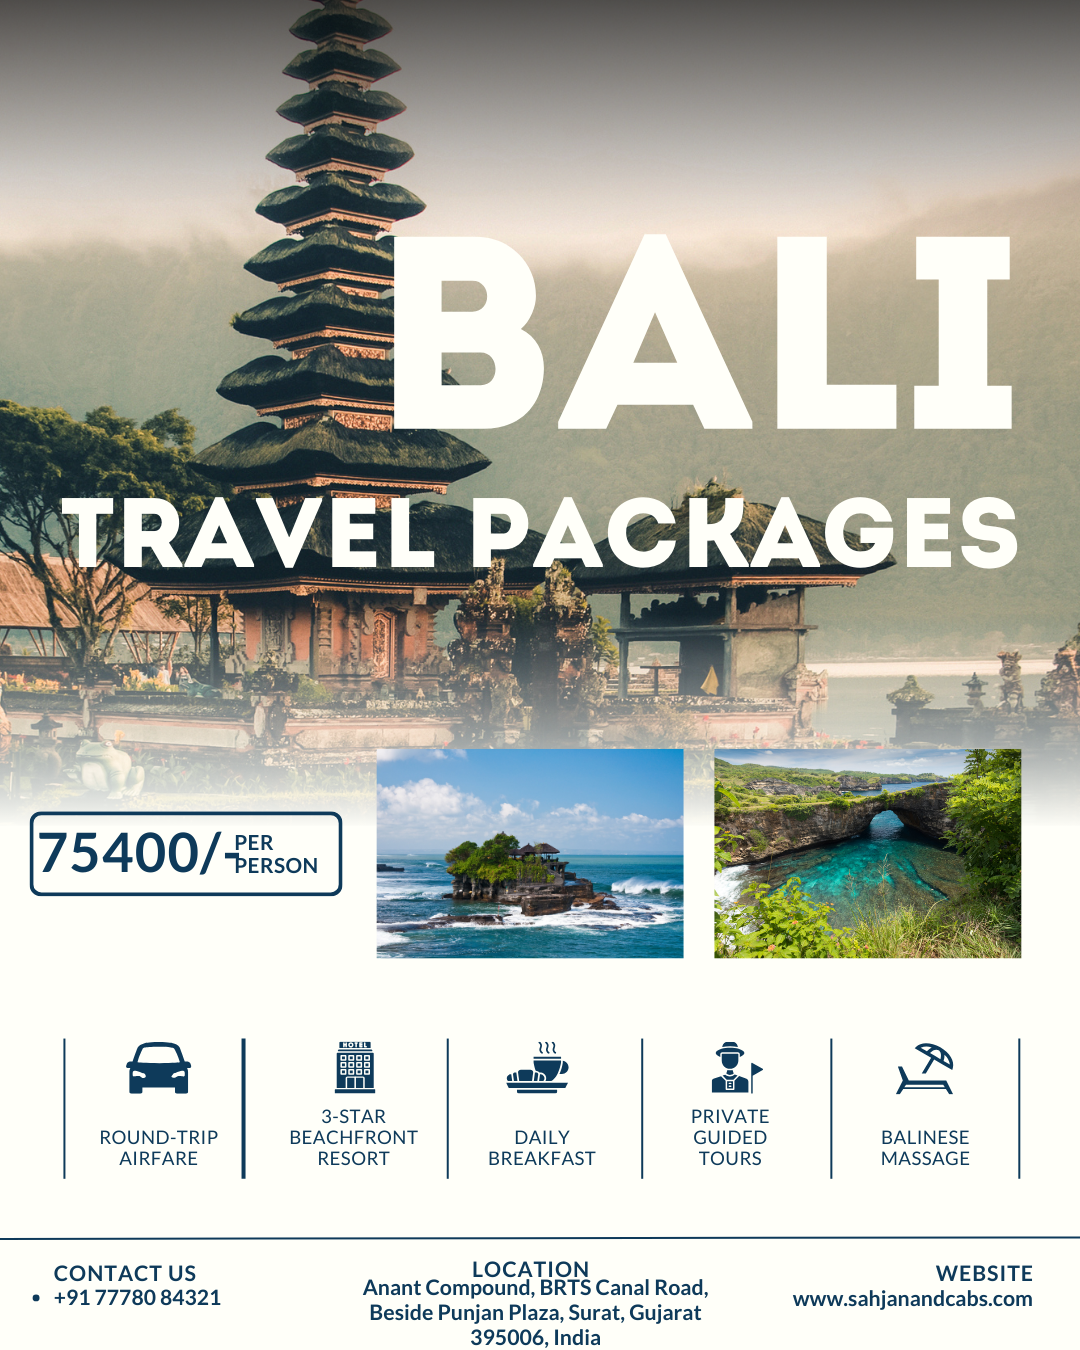 BALI
TRAVEL PACKAGES
75400/-
PER
PERSON
ROUND-TRIP
AIRFARE
HOTEL
3-STAR
BEACHFRONT
RESORT
DAILY
BREAKFAST
PRIVATE
GUIDED
TOURS
BALINESE
MASSAGE
CONTACT US
• +91 77780 84321
LOCATION
Anant Compound, BRTS Canal Road,
Beside Punjan Plaza, Surat, Gujarat
395006, India
WEBSITE
www.sahjanandcabs.com